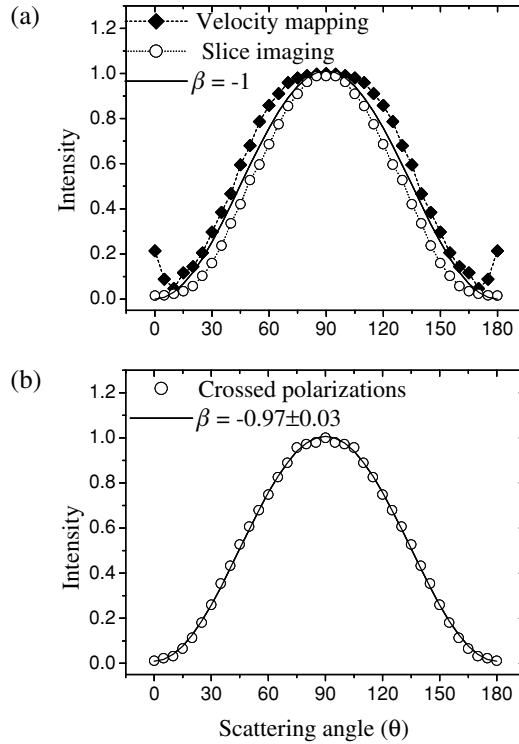 (a)
Velocity mapping
Slice imaging
β = -1
Intensity
1.2
1.0
0.8
0.6
0.4
0.2
0.0
0 30 60 90 120 150 180
(b)
Crossed polarizations
β = -0.97±0.03
Intensity
1.2
1.0
0.8
0.6
0.4
0.2
0.0
0 30 60 90 120 150 180
Scattering angle (θ)